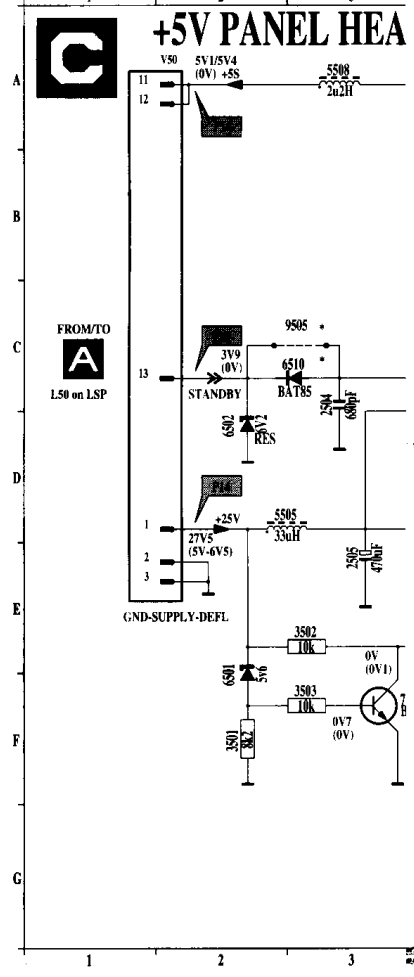 C
+5V PANEL HEA
A
V50
11
12
5V1/5V4
(0V) +5S
5508
2u2H
B
C
FROM/TO
A
L50 on LSP
13
3V9
(0V)
STANDBY
9505
*
*
6510
BAT85
2504
680pF
6502
6V2
RES
D
1
+25V
27V5
(5V-6V5)
5505
33uH
2
3
2505
470uF
E
GND-SUPPLY-DEFL
3502
10k
0V
(0V1)
6501
5v6
3503
10k
0V7
(0V)
3501
8k2
F
G
1
2
3